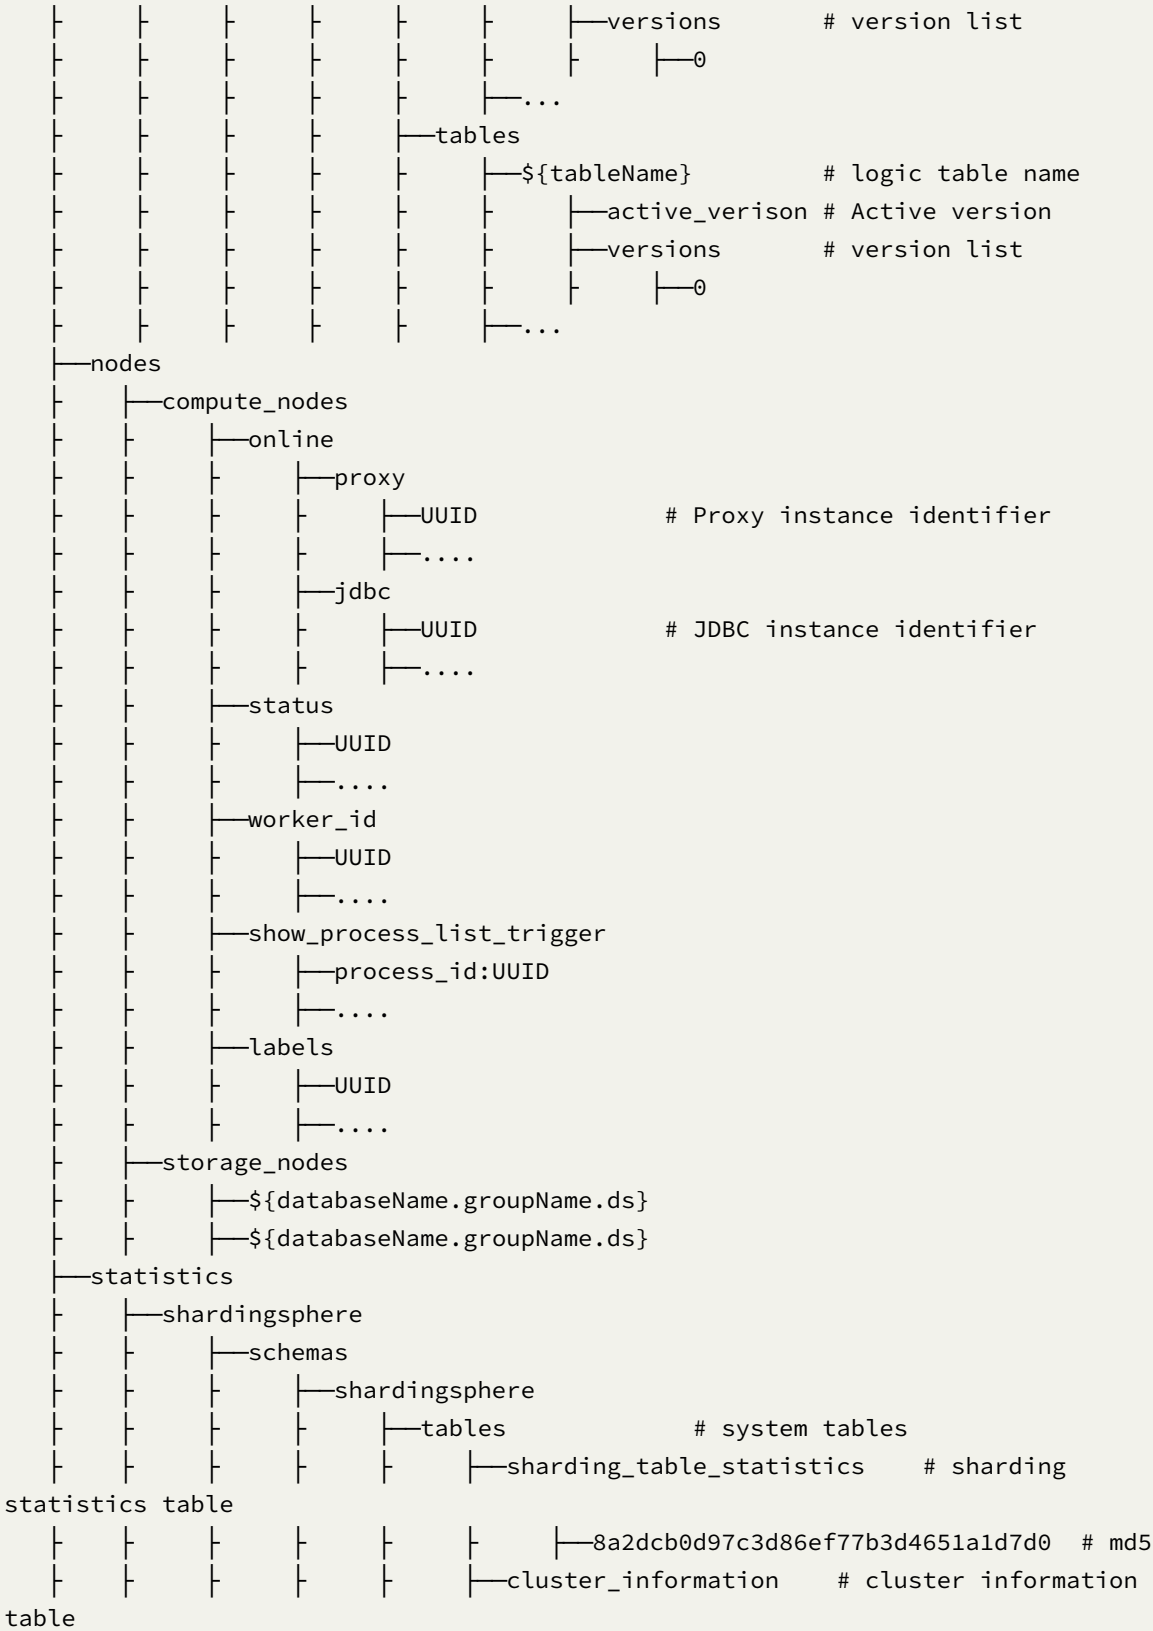 ├      ├      ├      ├      ├      ├      ├──versions       # version list
├      ├      ├      ├      ├      ├      ├      ├──0
├      ├      ├      ├      ├      ├──...
├      ├      ├      ├      ├──tables
├      ├      ├      ├      ├      ├──${tableName}         # logic table name
├      ├      ├      ├      ├      ├      ├──active_verison # Active version
├      ├      ├      ├      ├      ├      ├──versions       # version list
├      ├      ├      ├      ├      ├      ├      ├──0
├      ├      ├      ├      ├      ├──...
├──nodes
├     ├──compute_nodes
├     ├      ├──online
├     ├      ├      ├──proxy
├     ├      ├      ├      ├──UUID             # Proxy instance identifier
├     ├      ├      ├      ├──....
├     ├      ├      ├──jdbc
├     ├      ├      ├      ├──UUID             # JDBC instance identifier
├     ├      ├      ├      ├──....
├     ├      ├──status
├     ├      ├      ├──UUID
├     ├      ├      ├──....
├     ├      ├──worker_id
├     ├      ├      ├──UUID
├     ├      ├      ├──....
├     ├      ├──show_process_list_trigger
├     ├      ├      ├──process_id:UUID
├     ├      ├      ├──....
├     ├      ├──labels
├     ├      ├      ├──UUID
├     ├      ├      ├──....
├     ├──storage_nodes
├     ├      ├──${databaseName.groupName.ds}
├     ├      ├──${databaseName.groupName.ds}
├──statistics
├     ├──shardingsphere
├     ├      ├──schemas
├     ├      ├      ├──shardingsphere
├     ├      ├      ├      ├──tables             # system tables
├     ├      ├      ├      ├      ├──sharding_table_statistics    # sharding
statistics table
├     ├      ├      ├      ├      ├      ├──8a2dcb0d97c3d86ef77b3d4651a1d7d0  # md5
├     ├      ├      ├      ├      ├──cluster_information    # cluster information
table